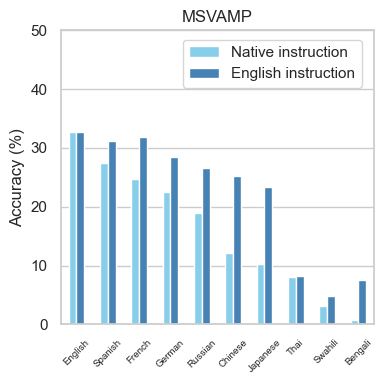 MSVAMP
Native instruction
English instruction
Accuracy (%)
50
40
30
20
10
0
English
Spanish
French
German
Russian
Chinese
Japanese
Thai
Swahili
Bengali